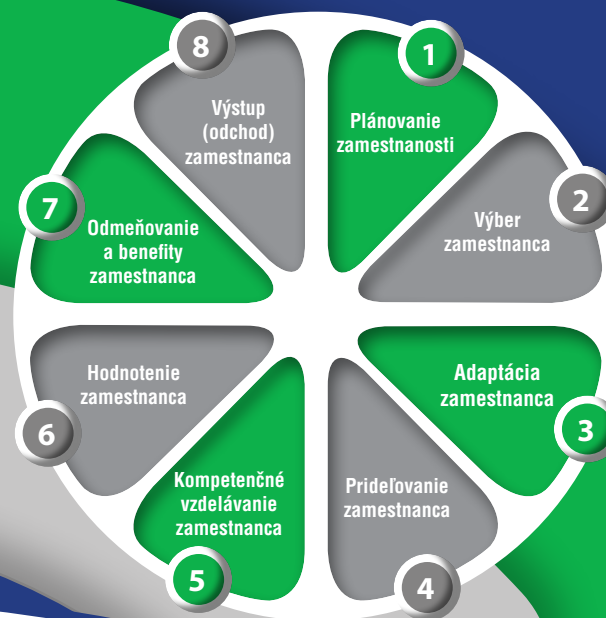 1
Plánovanie
zamestnanosti
2
Výber
zamestnanca
3
Adaptácia
zamestnanca
4
Prideľovanie
zamestnanca
5
Kompetenčné
vzdelávanie
zamestnanca
6
Hodnotenie
zamestnanca
7
Odmeňovanie
a benefity
zamestnanca
8
Výstup
(odchod)
zamestnanca